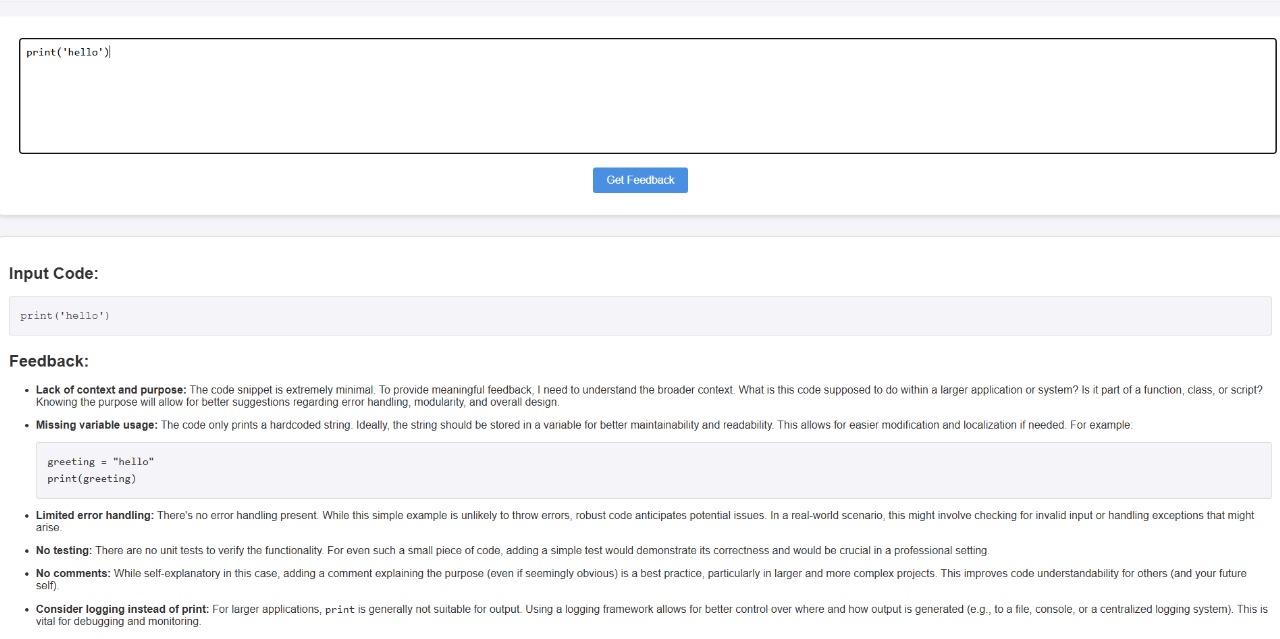 print('hello')
Get Feedback
Input Code:
print('hello')
Feedback:
• Lack of context and purpose: The code snippet is extremely minimal. To provide meaningful feedback, I need to understand the broader context. What is this code supposed to do within a larger application or system? Is it part of a function, class, or script?
Knowing the purpose will allow for better suggestions regarding error handling, modularity, and overall design.
• Missing variable usage: The code only prints a hardcoded string. Ideally, the string should be stored in a variable for better maintainability and readability. This allows for easier modification and localization if needed. For example:
greeting = "hello"
print(greeting)
• Limited error handling: There's no error handling present. While this simple example is unlikely to throw errors, robust code anticipates potential issues. In a real-world scenario, this might involve checking for invalid input or handling exceptions that might
arise.
• No testing: There are no unit tests to verify the functionality. For even such a small piece of code, adding a simple test would demonstrate its correctness and would be crucial in a professional setting.
• No comments: While self-explanatory in this case, adding a comment explaining the purpose (even if seemingly obvious) is a best practice, particularly in larger and more complex projects. This improves code understandability for others (and your future
self).
• Consider logging instead of print: For larger applications, print is generally not suitable for output. Using a logging framework allows for better control over where and how output is generated (e.g., to a file, console, or a centralized logging system). This is
vital for debugging and monitoring.